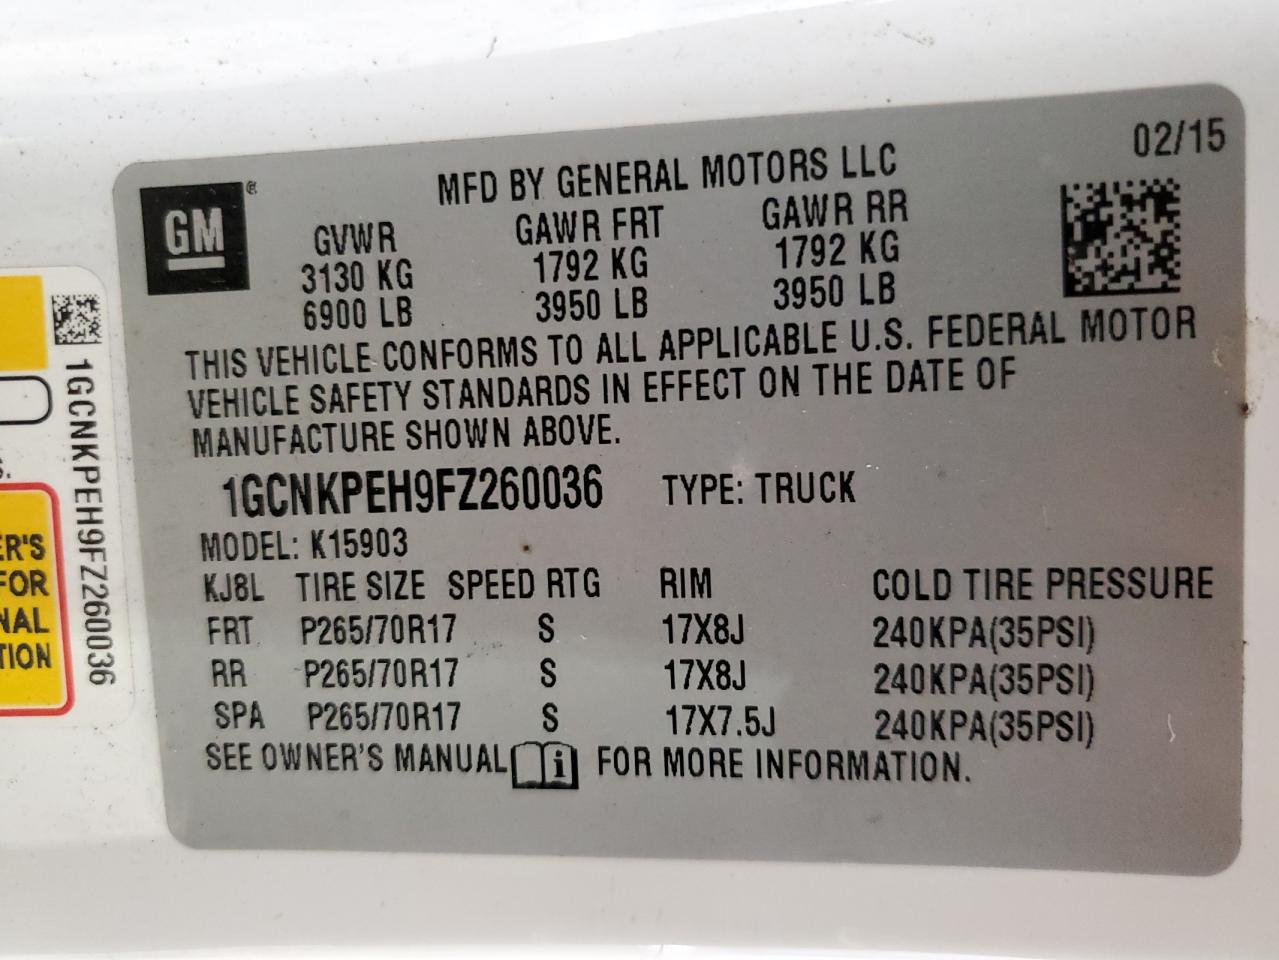 02/15
GM®
MFD BY GENERAL MOTORS LLC
GVWR GAWR FRT GAWR RR
3130 KG 1792 KG 1792 KG
6900 LB 3950 LB 3950 LB
THIS VEHICLE CONFORMS TO ALL APPLICABLE U.S. FEDERAL MOTOR
VEHICLE SAFETY STANDARDS IN EFFECT ON THE DATE OF
MANUFACTURE SHOWN ABOVE.
1GCNKPEH9FZ260036 TYPE: TRUCK
MODEL: K15903
KJ8L TIRE SIZE SPEED RTG RIM COLD TIRE PRESSURE
FRT P265/70R17 S 17X8J 240KPA(35PSI)
RR P265/70R17 S 17X8J 240KPA(35PSI)
SPA P265/70R17 S 17X7.5J 240KPA(35PSI)
SEE OWNER'S MANUAL i FOR MORE INFORMATION.
1GCNKPEH9FZ260036
S.
ER'S
FOR
NAL
TION